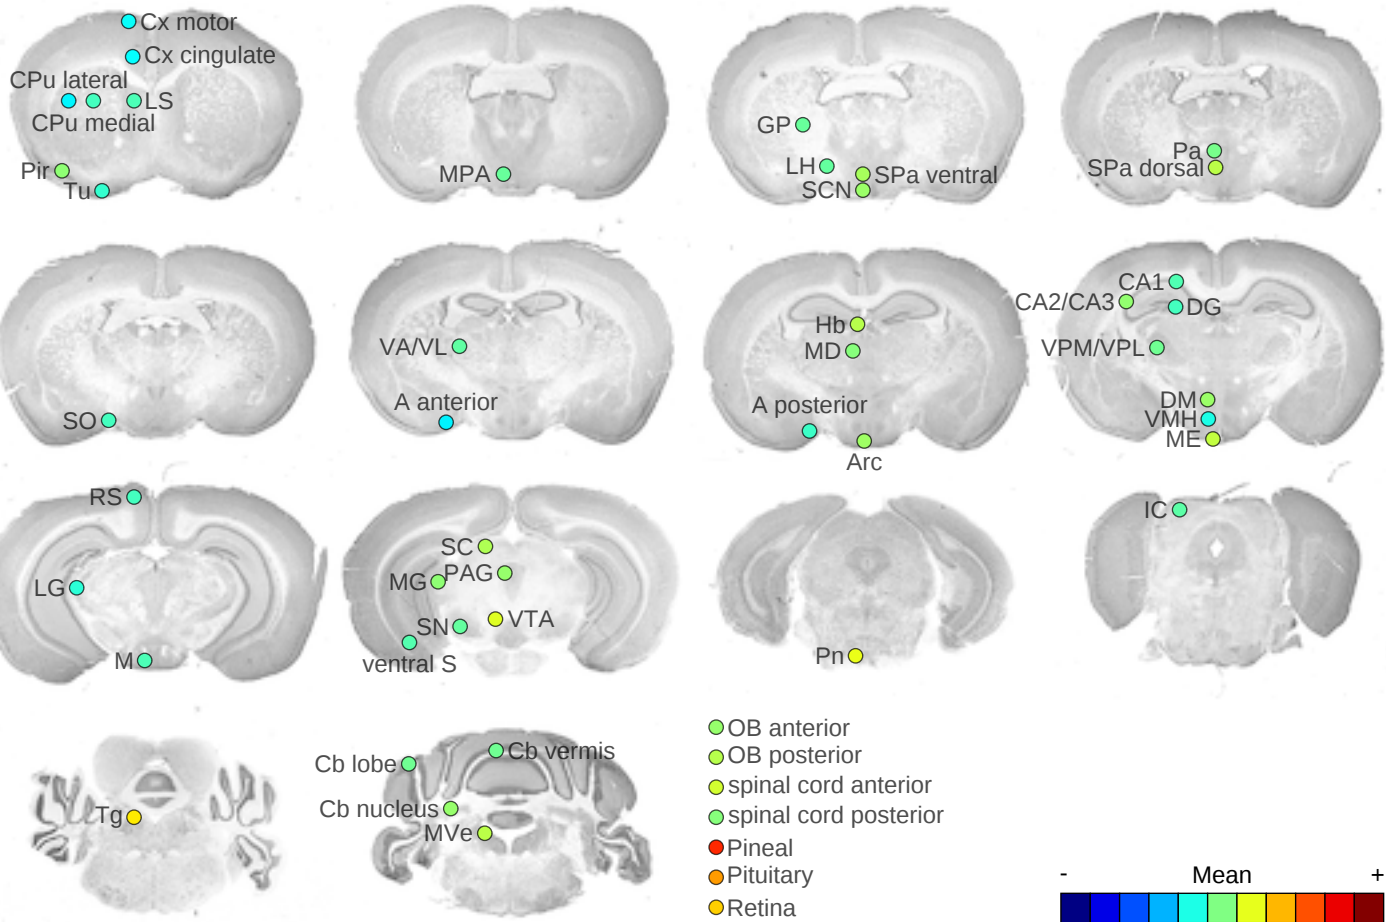 Cx motor
Cx cingulate
CPu lateral
LS
CPu medial
Pir
Tu
MPA
GP
LH
SPa ventral
SCN
Pa
SPa dorsal
SO
VA/VL
A anterior
Hb
MD
A posterior
Arc
CA1
CA2/CA3
DG
VPM/VPL
DM
VMH
ME
RS
LG
M
SC
PAG
MG
VTA
SN
ventral S
Pn
IC
Tg
Cb vermis
Cb lobe
Cb nucleus
MVe
OB anterior
OB posterior
spinal cord anterior
spinal cord posterior
Pineal
Pituitary
Retina
- Mean +